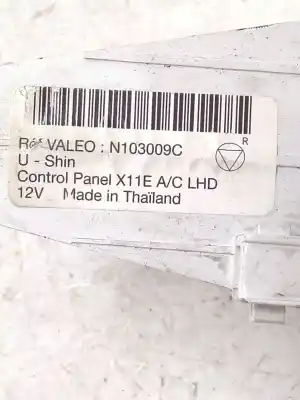 R
Réf VALEO : N103009C
U - Shin
Control Panel X11E A/C LHD
12V Made in Thaïland